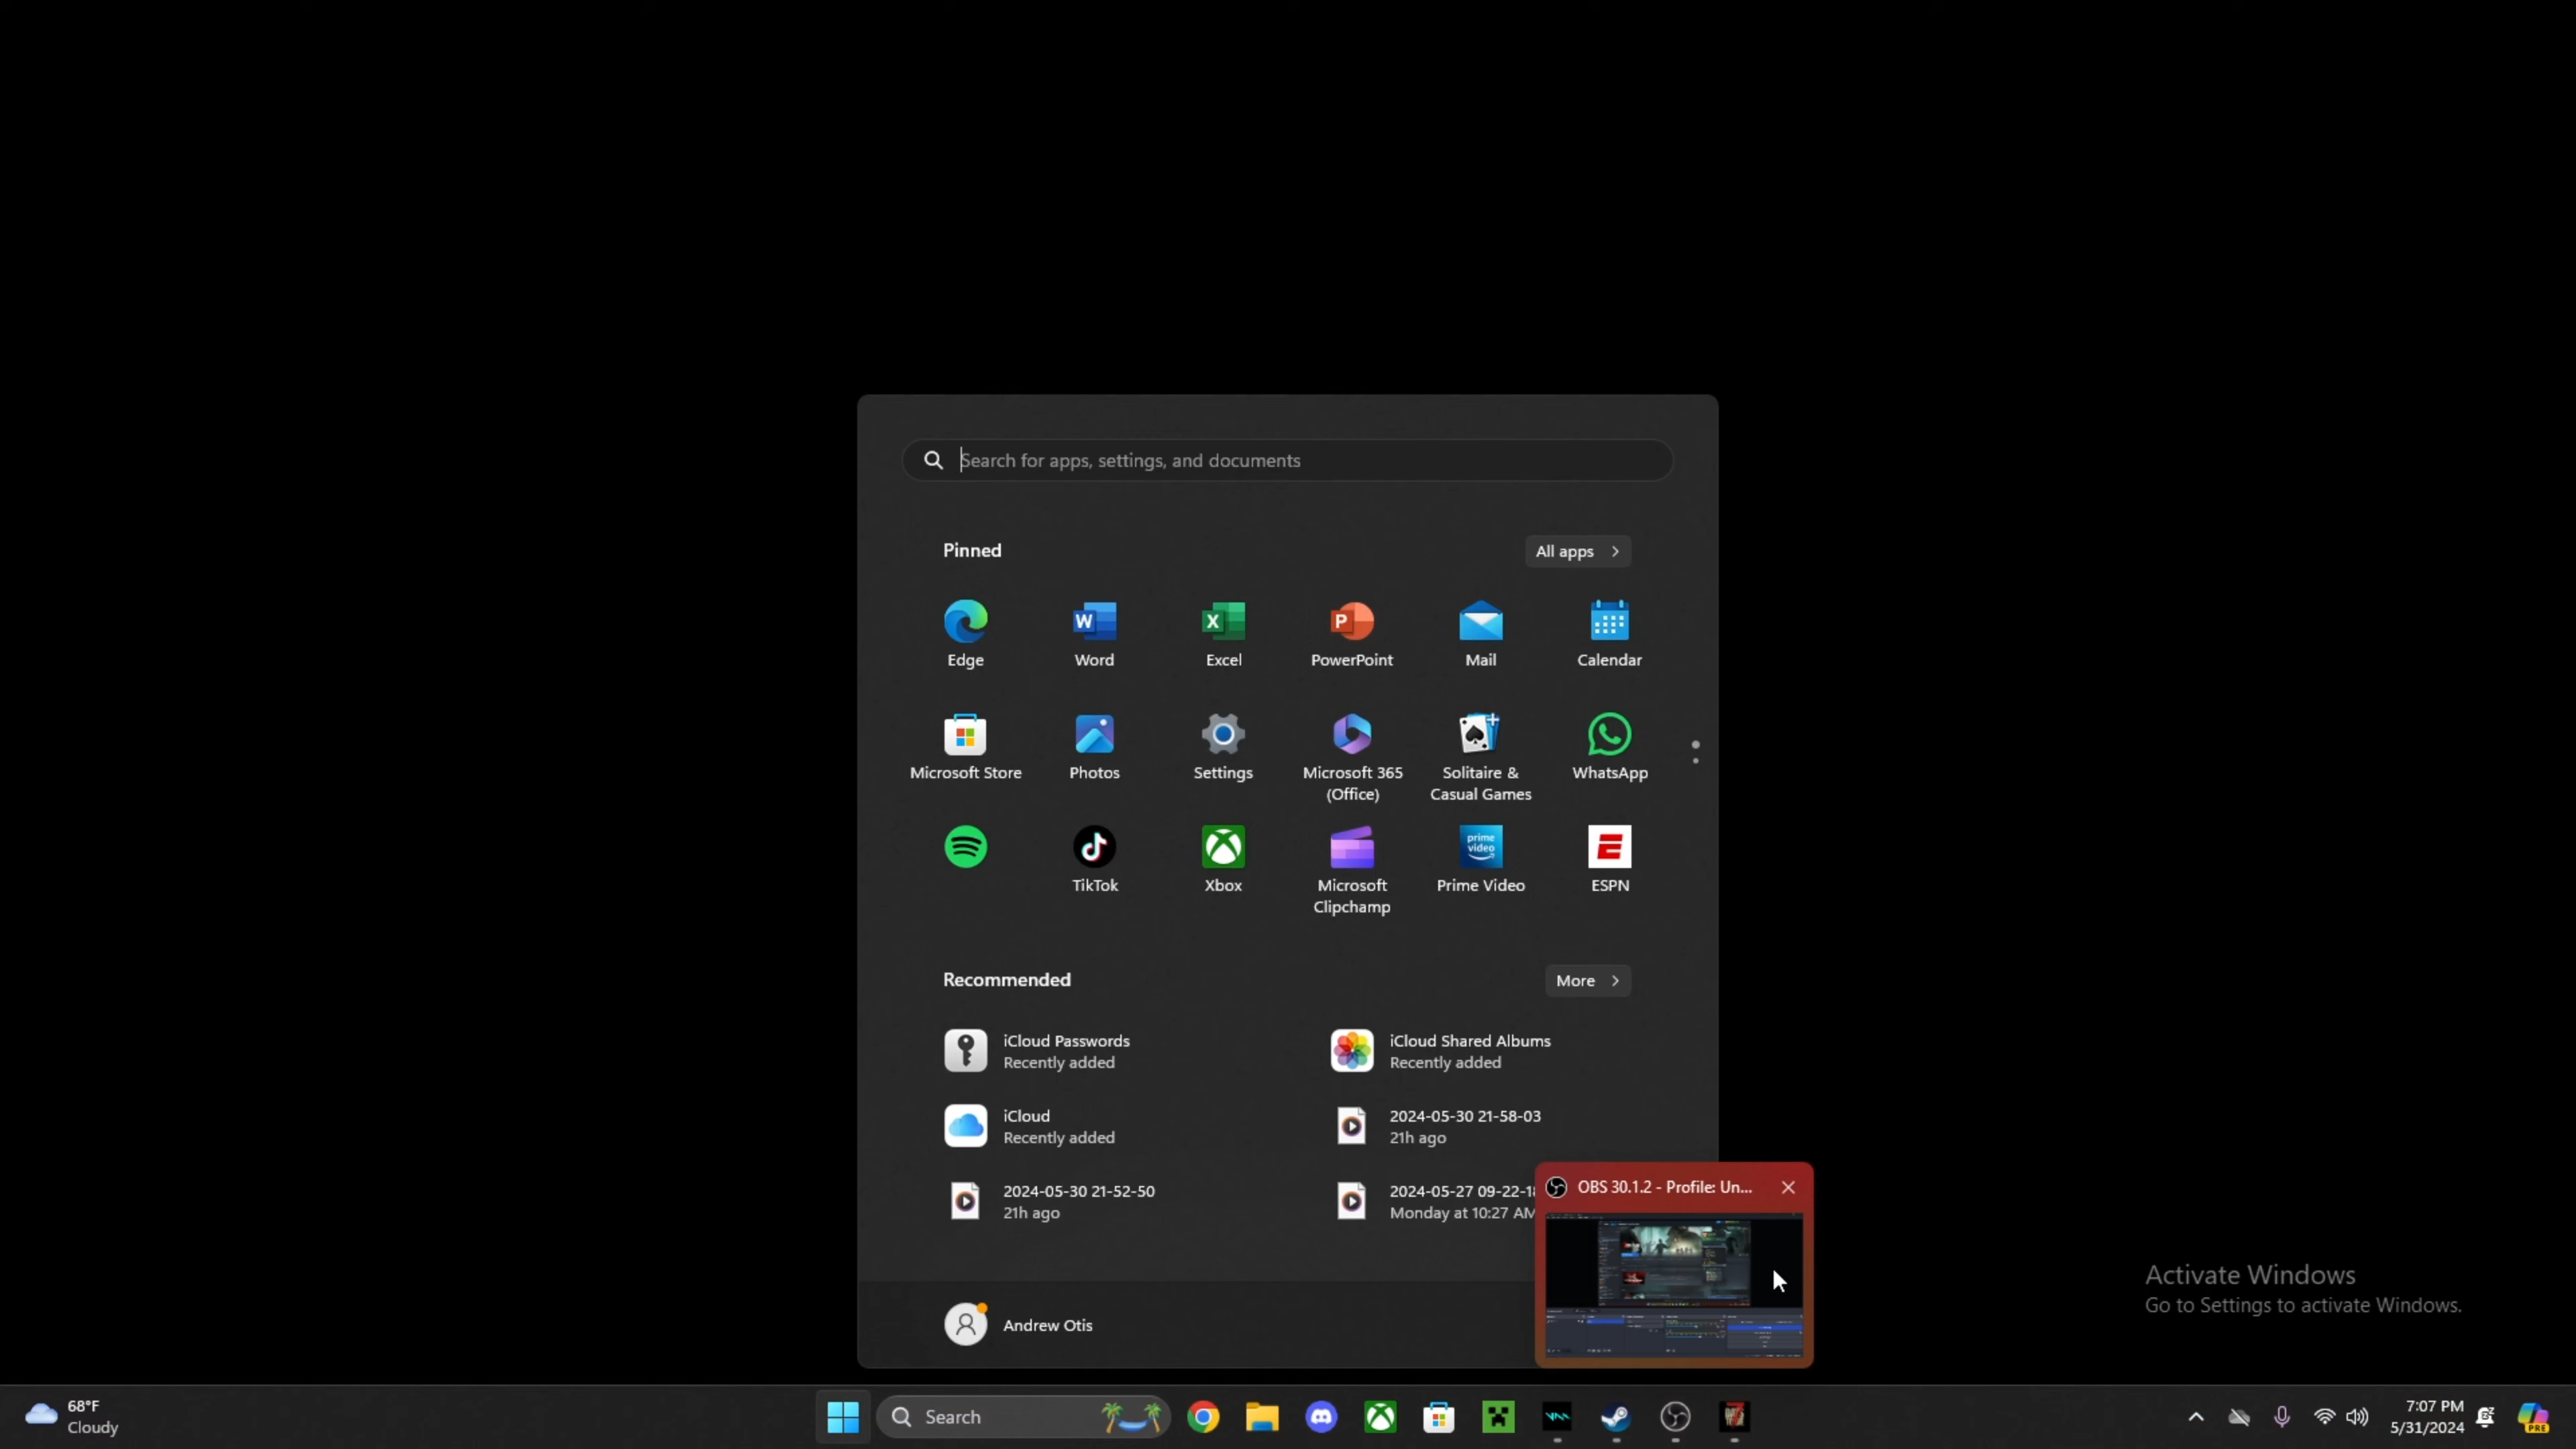 Search for apps, settings, and documents
Pinned
All apps
Edge
Word
Excel
PowerPoint
Mail
Calendar
Microsoft Store
Photos
Settings
Microsoft 365
(Office)
Solitaire &
Casual Games
WhatsApp
TikTok
Xbox
Microsoft
Clipchamp
prime
video
Prime Video
ESPN
Recommended
More
iCloud Passwords
Recently added
iCloud Shared Albums
Recently added
iCloud
Recently added
2024-05-30 21-58-03
21h ago
2024-05-30 21-52-50
21h ago
2024-05-27 09-22-18
Monday at 10:27 AM
OBS 30.1.2 - Profile: Un...
Andrew Otis
Activate Windows
Go to Settings to activate Windows.
68°F
Cloudy
Search
7:07 PM
5/31/2024
PRE